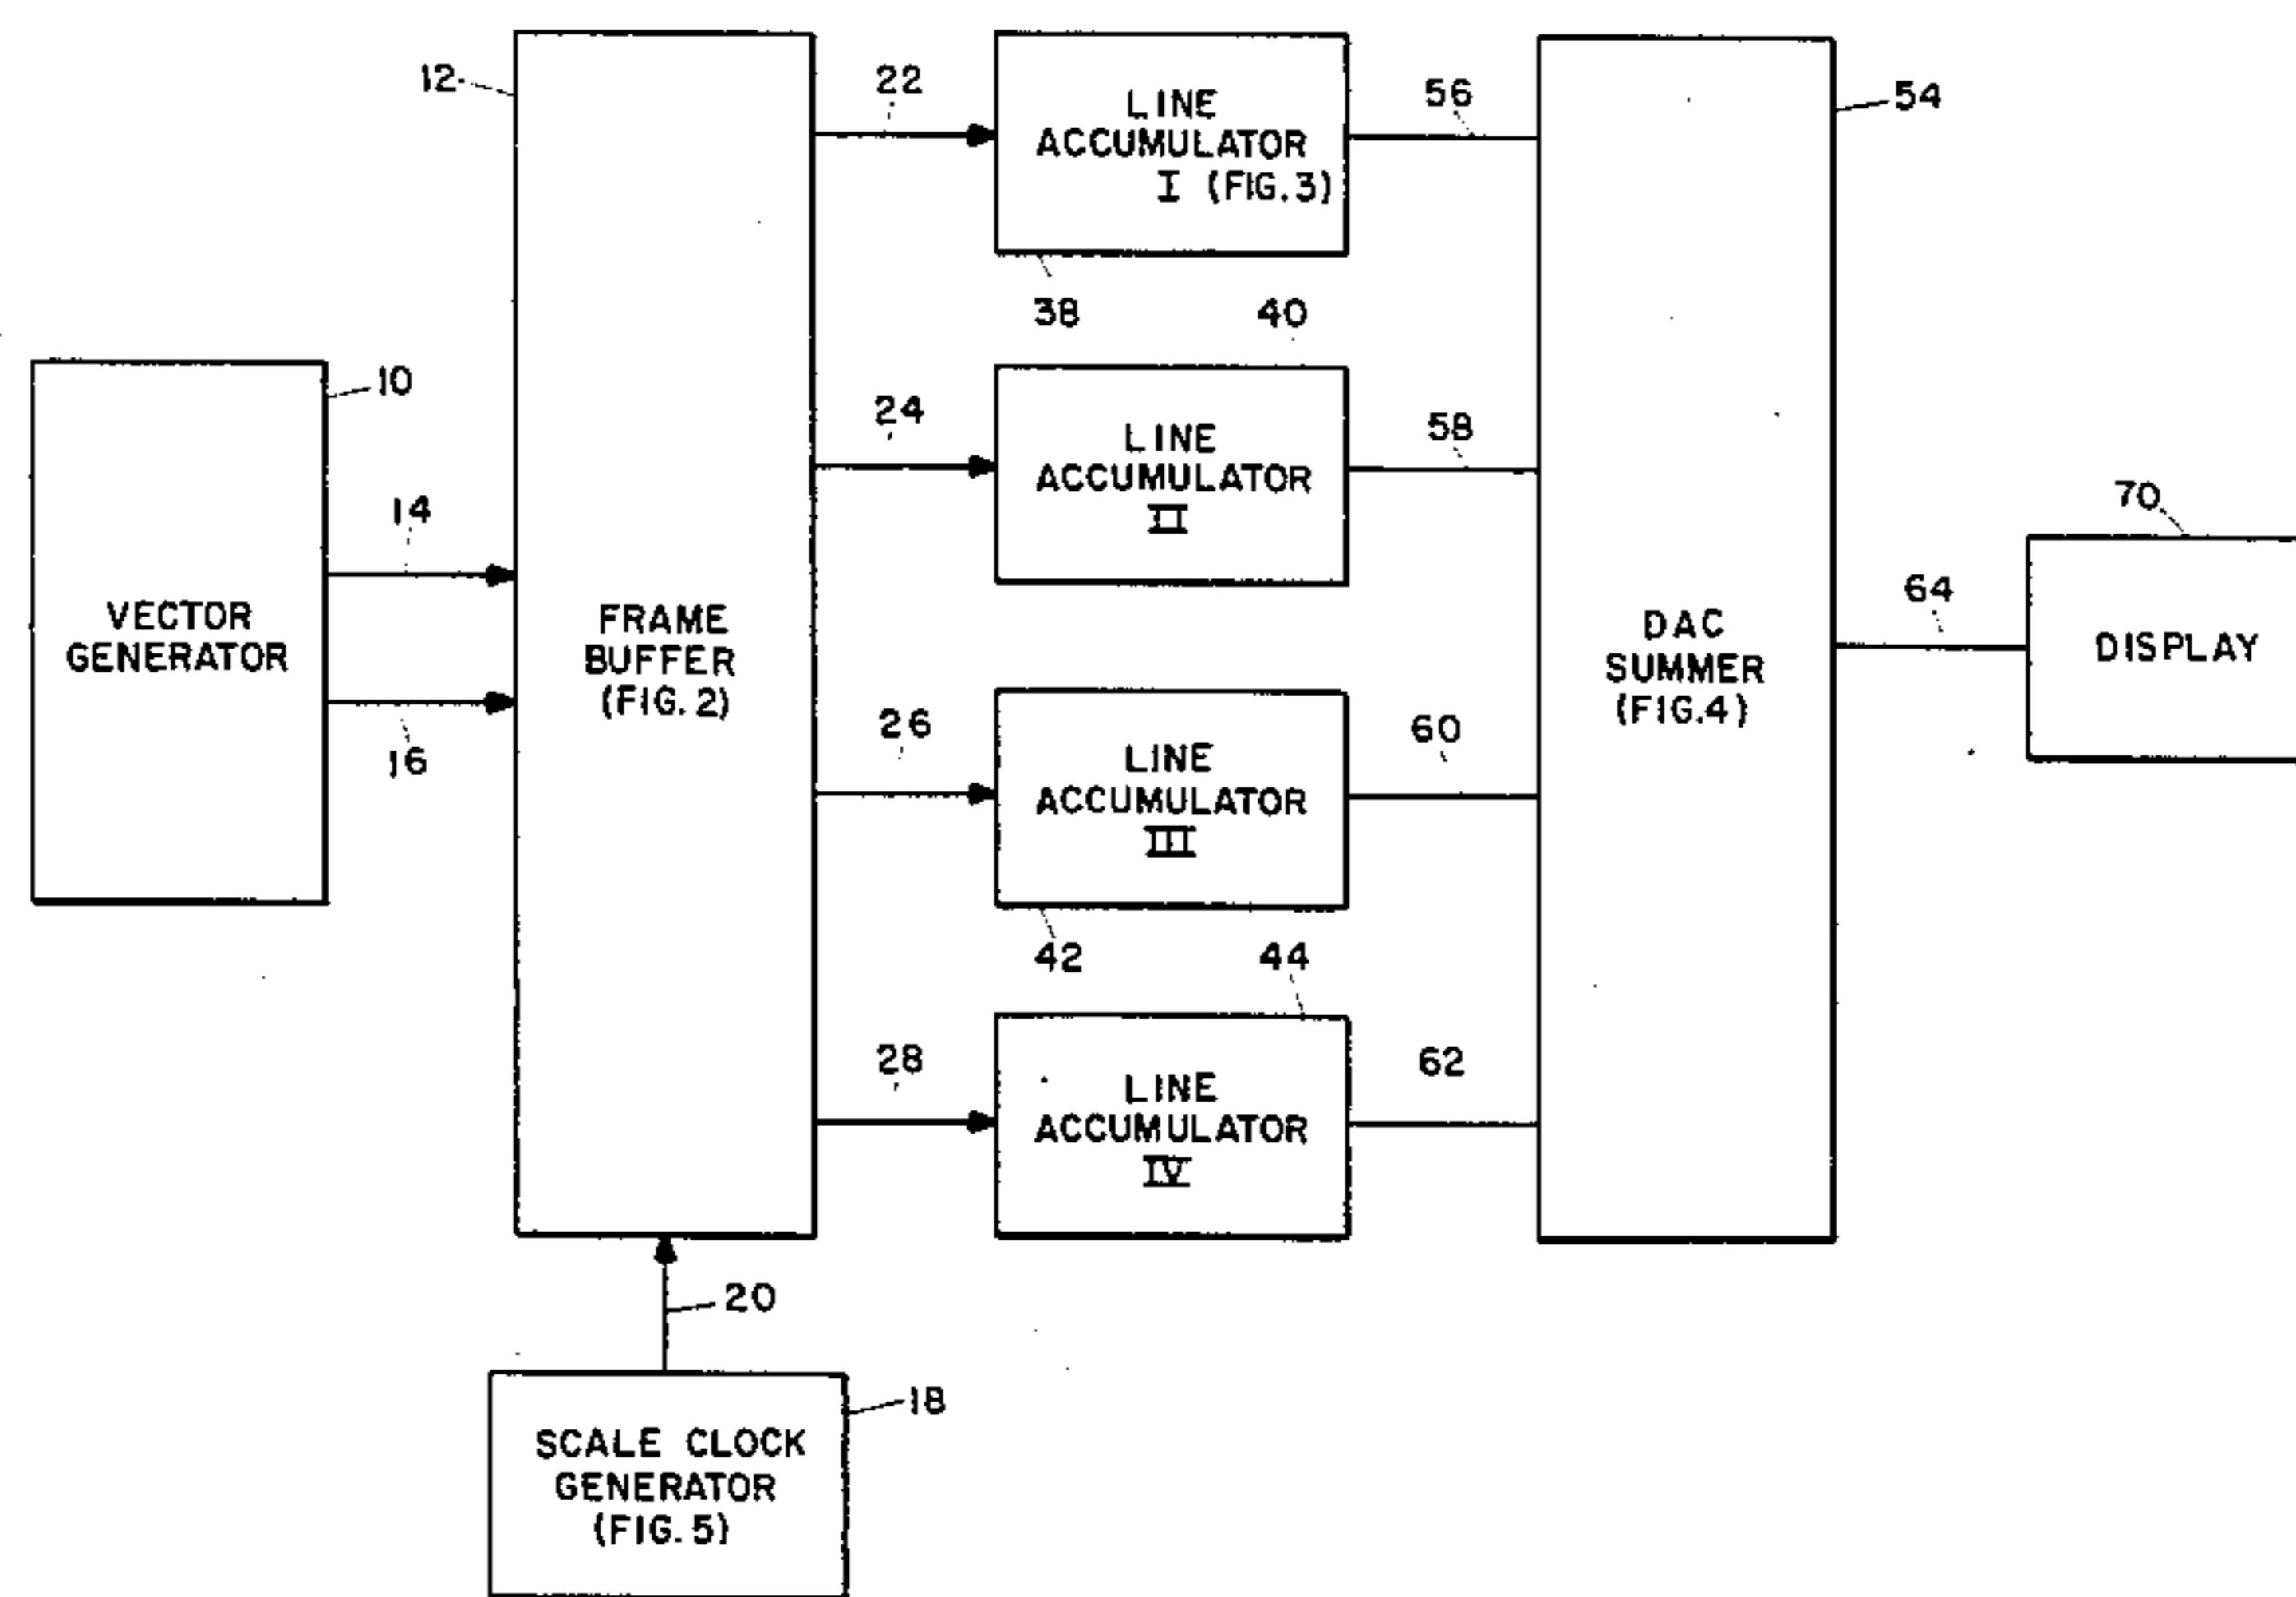 12
22
LINE
ACCUMULATOR
I (FIG.3)
56
54
38
40
10
24
LINE
ACCUMULATOR
II
58
14
VECTOR
GENERATOR
16
FRAME
BUFFER
(FIG.2)
DAC
SUMMER
(FIG.4)
70
64
DISPLAY
26
LINE
ACCUMULATOR
III
60
42
44
28
LINE
ACCUMULATOR
IV
62
20
18
SCALE CLOCK
GENERATOR
(FIG.5)